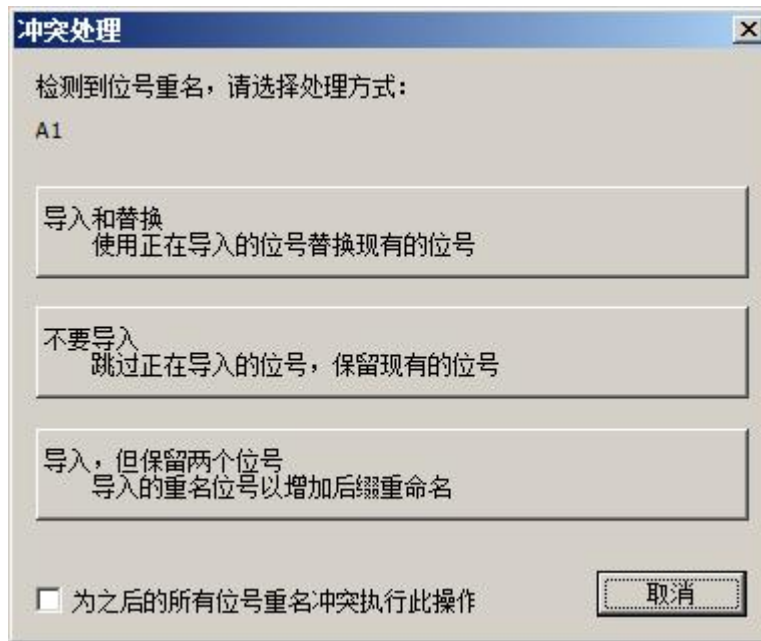 冲突处理
检测到位号重名，请选择处理方式：
A1
导入和替换
使用正在导入的位号替换现有的位号
不要导入
跳过正在导入的位号，保留现有的位号
导入，但保留两个位号
导入的重名位号以增加后缀重命名
为之后的所有位号重名冲突执行此操作
取消